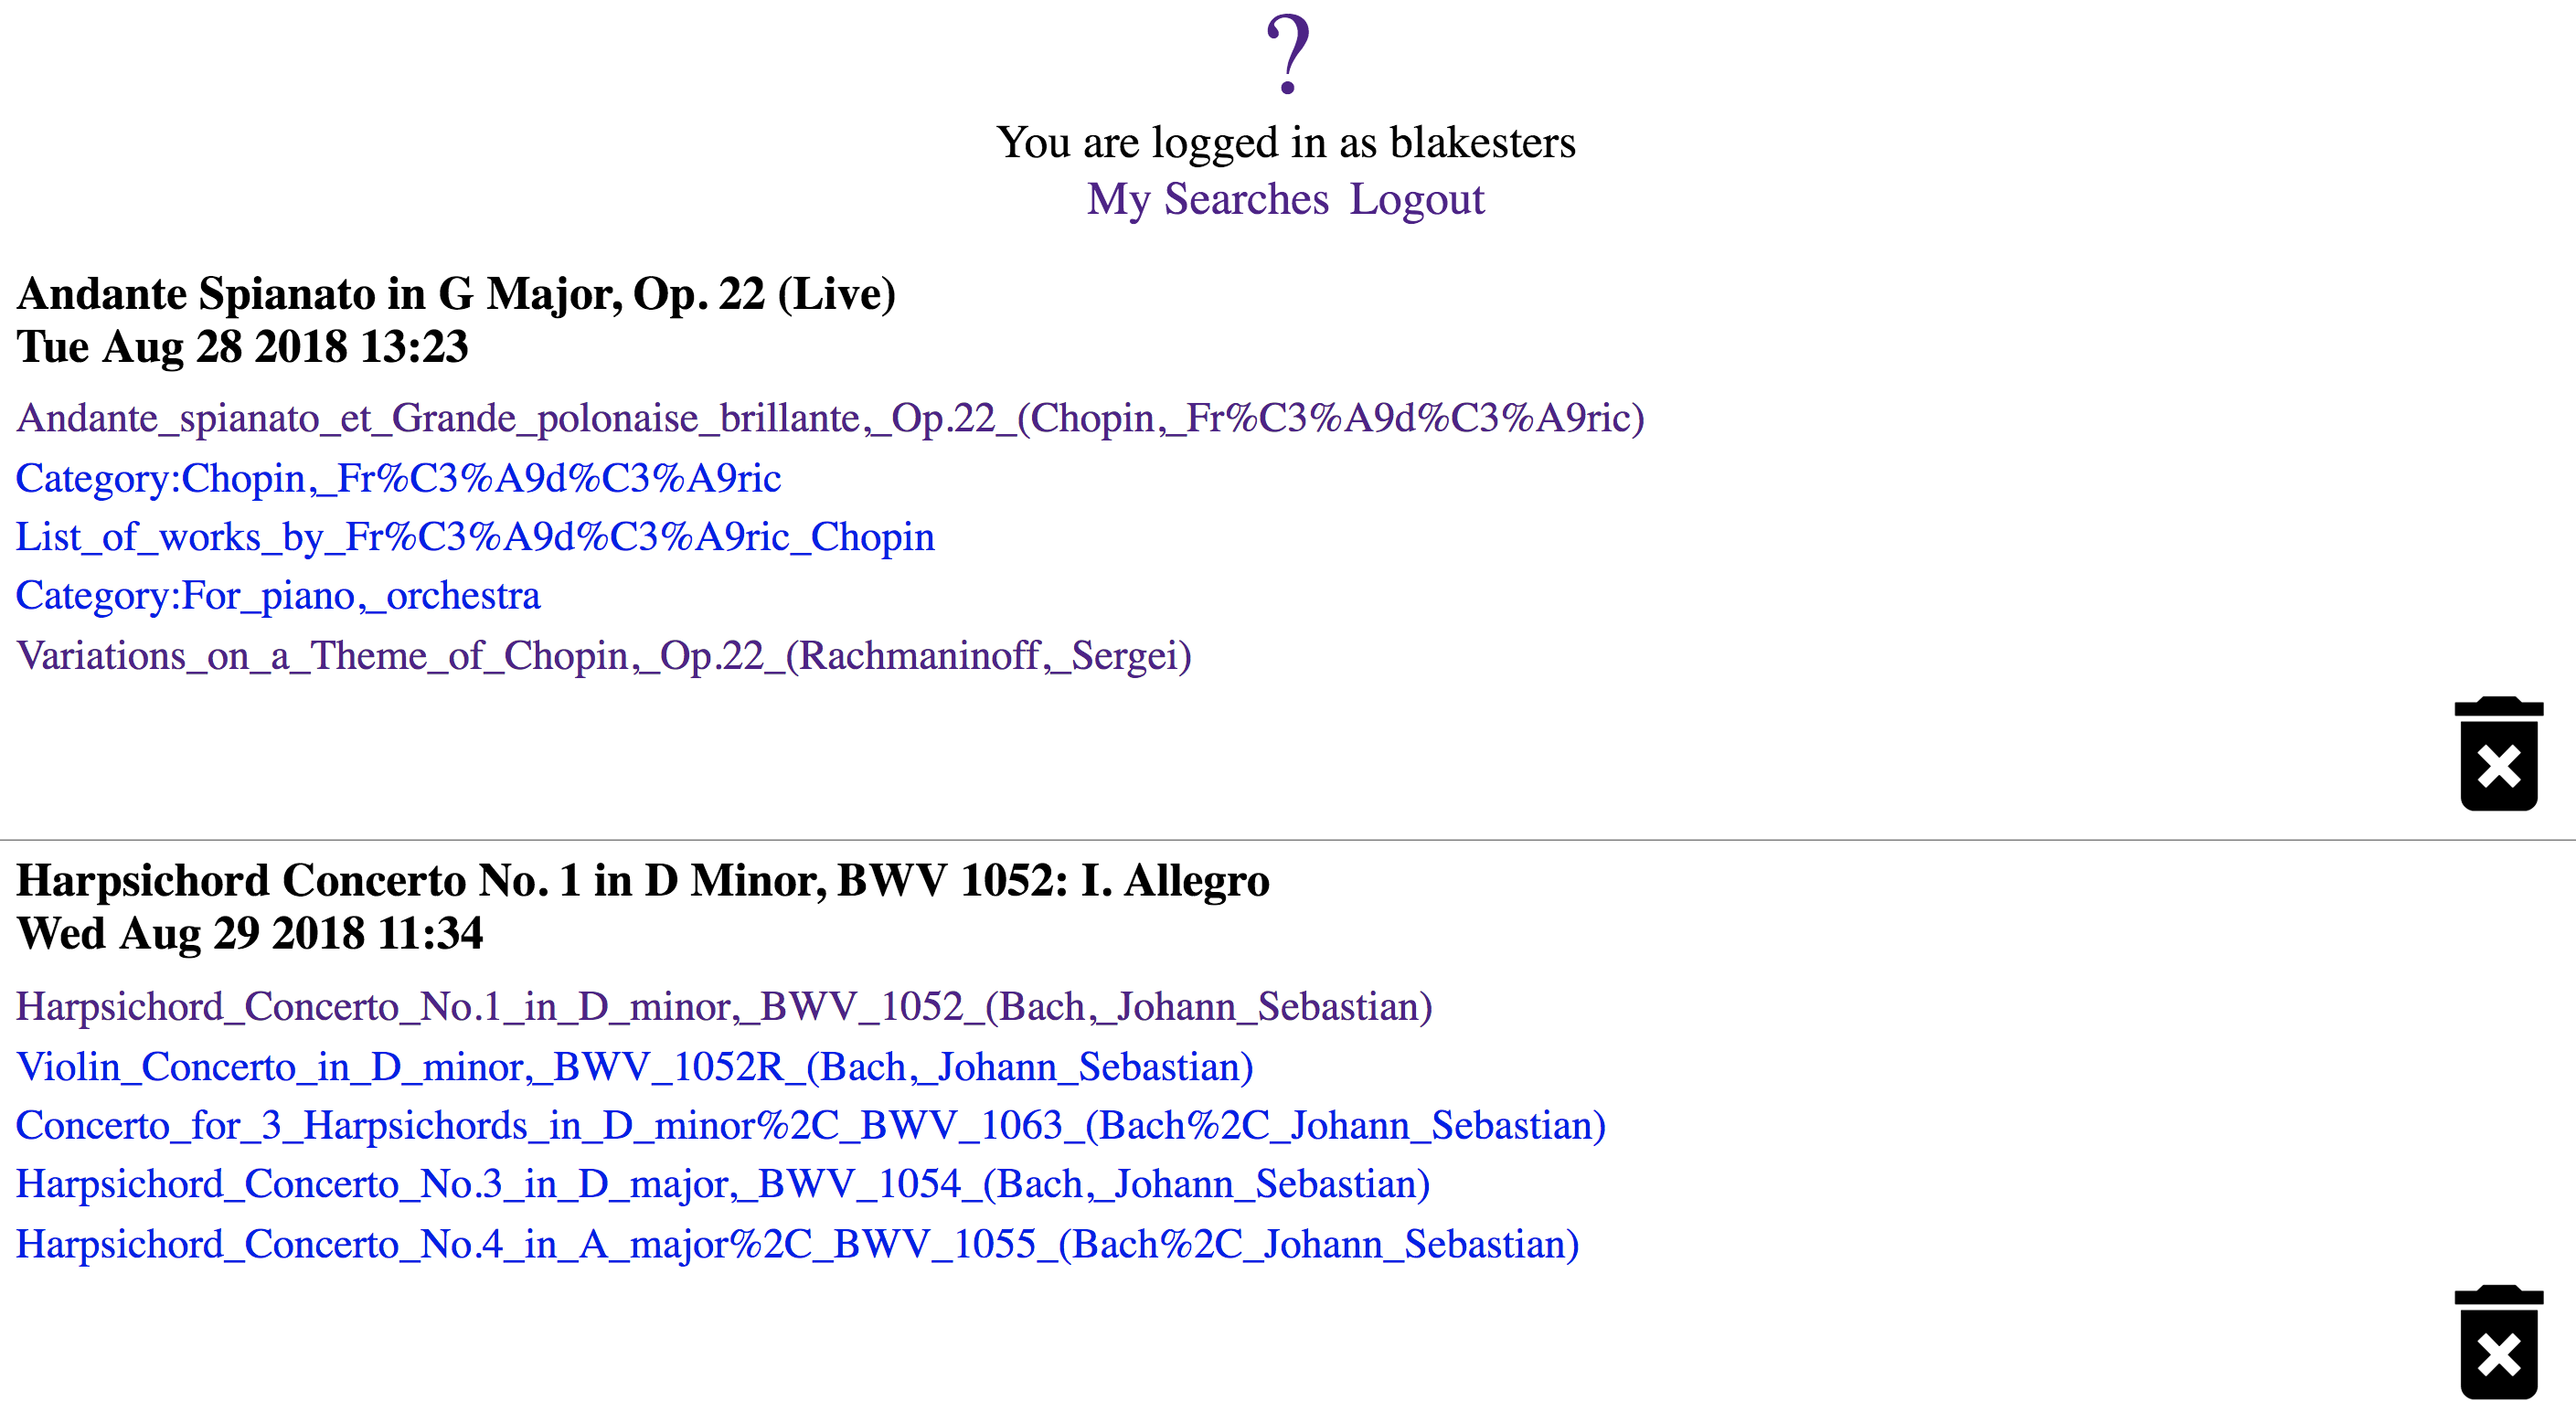 ?
You are logged in as blakesters
My Searches Logout
Andante Spianato in G Major, Op. 22 (Live)
Tue Aug 28 2018 13:23
Andante_spianato_et_Grande_polonaise_brillante,_Op.22_(Chopin,_Fr%C3%A9d%C3%A9ric)
Category:Chopin,_Fr%C3%A9d%C3%A9ric
List_of_works_by_Fr%C3%A9d%C3%A9ric_Chopin
Category:For_piano,_orchestra
Variations_on_a_Theme_of_Chopin,_Op.22_(Rachmaninoff,_Sergei)
Harpsichord Concerto No. 1 in D Minor, BWV 1052: I. Allegro
Wed Aug 29 2018 11:34
Harpsichord_Concerto_No.1_in_D_minor,_BWV_1052_(Bach,_Johann_Sebastian)
Violin_Concerto_in_D_minor,_BWV_1052R_(Bach,_Johann_Sebastian)
Concerto_for_3_Harpsichords_in_D_minor%2C_BWV_1063_(Bach%2C_Johann_Sebastian)
Harpsichord_Concerto_No.3_in_D_major,_BWV_1054_(Bach,_Johann_Sebastian)
Harpsichord_Concerto_No.4_in_A_major%2C_BWV_1055_(Bach%2C_Johann_Sebastian)